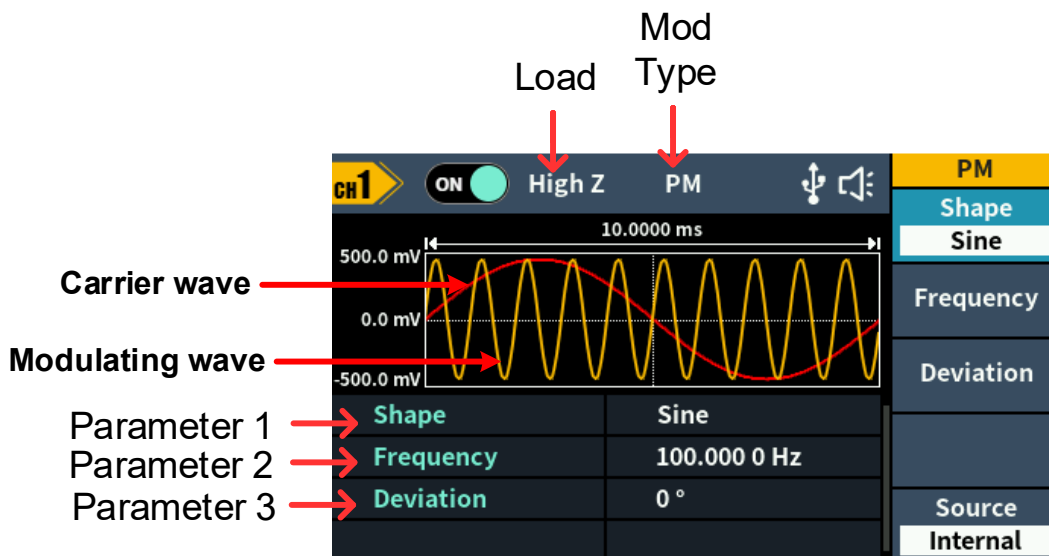 Mod
Type
Load
CH1
ON
High Z
PM
PM
Shape
Sine
Frequency
Deviation
Source
Internal
10.0000 ms
500.0 mV
0.0 mV
-500.0 mV
Carrier wave
Modulating wave
Parameter 1
Shape
Sine
Parameter 2
Frequency
100.000 0 Hz
Parameter 3
Deviation
0 °